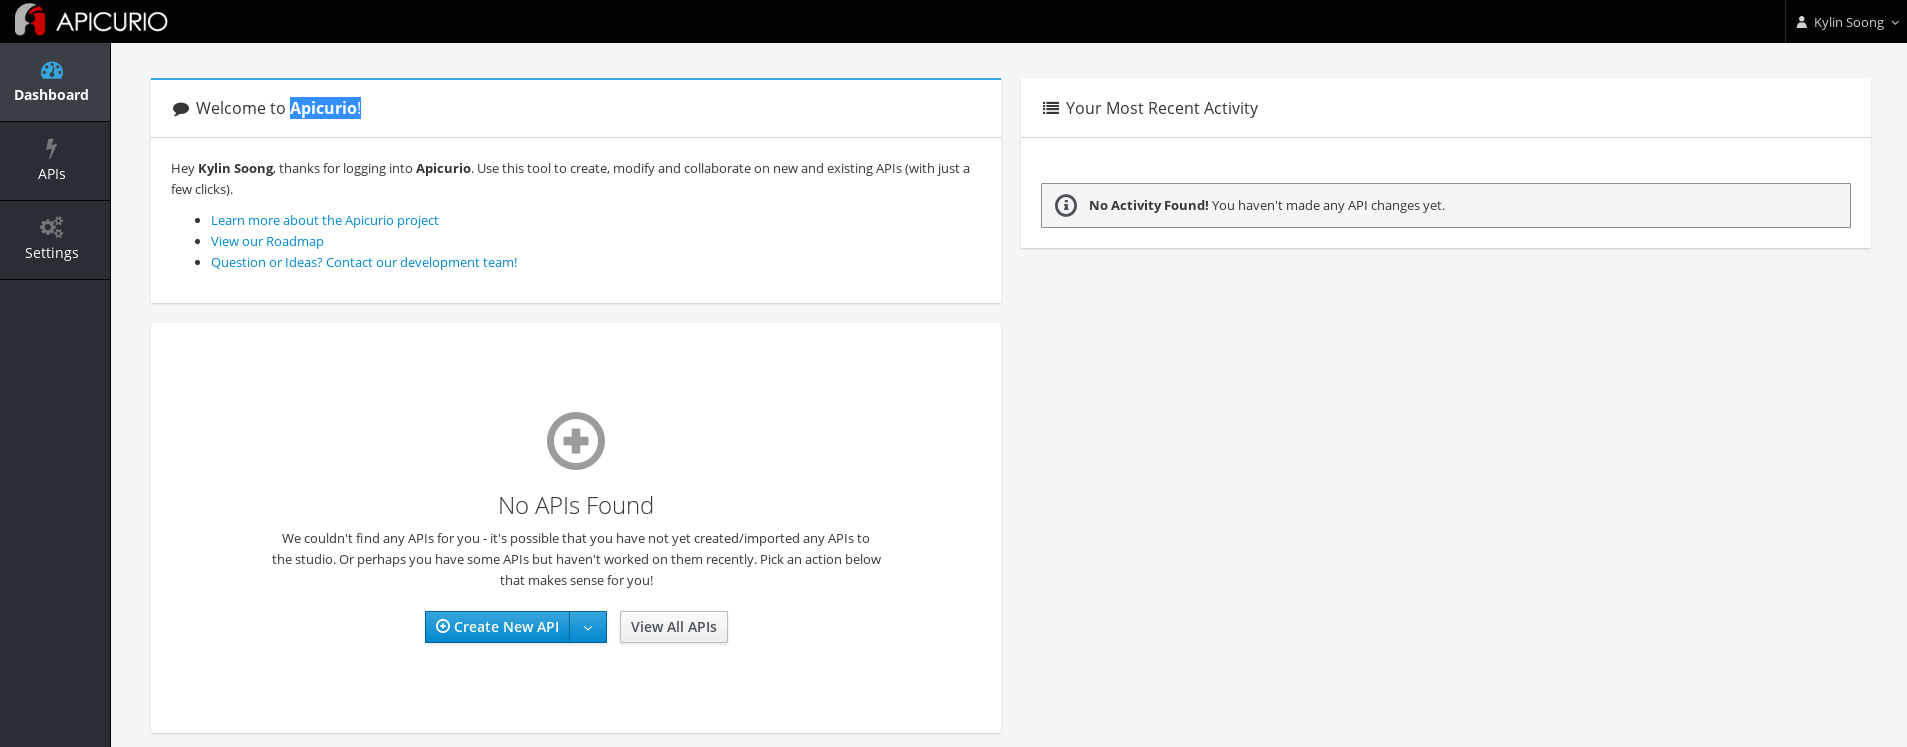 APICURIO
Kylin Soong
Dashboard
APIs
Settings
Welcome to Apicurio!
Hey Kylin Soong, thanks for logging into Apicurio. Use this tool to create, modify and collaborate on new and existing APIs (with just a
few clicks).
Learn more about the Apicurio project
View our Roadmap
Question or Ideas? Contact our development team!
No APIs Found
We couldn't find any APIs for you - it's possible that you have not yet created/imported any APIs to
the studio. Or perhaps you have some APIs but haven't worked on them recently. Pick an action below
that makes sense for you!
Create New API
View All APIs
Your Most Recent Activity
No Activity Found! You haven't made any API changes yet.